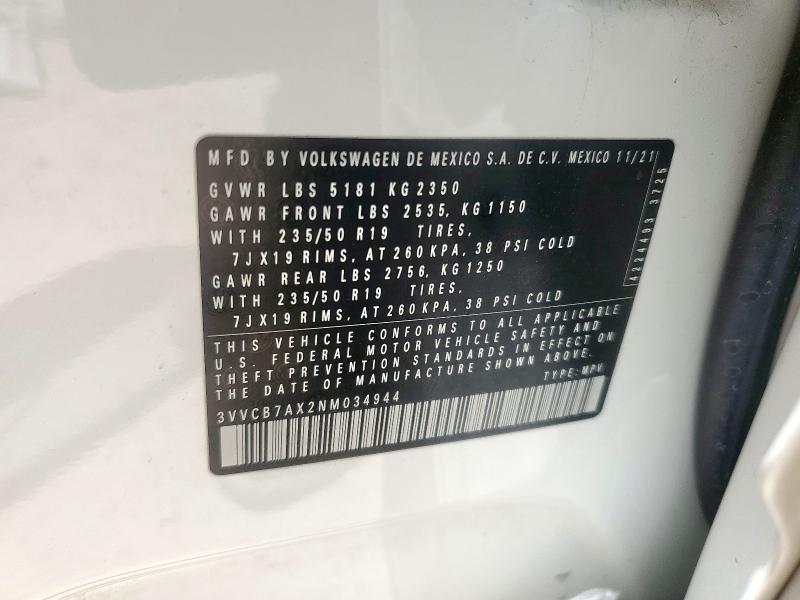 MFD BY VOLKSWAGEN DE MEXICO S.A. DE C.V. MEXICO 11/21
GVWR LBS 5181 KG 2350
GAWR FRONT LBS 2535, KG 1150
WITH 235/50 R19 TIRES,
7JX19 RIMS, AT 260 KPA, 38 PSI COLD
GAWR REAR LBS 2756, KG 1250
WITH 235/50 R19 TIRES,
7JX19 RIMS, AT 260 KPA, 38 PSI COLD
THIS VEHICLE CONFORMS TO ALL APPLICABLE
U.S. FEDERAL MOTOR VEHICLE SAFETY AND
THEFT PREVENTION STANDARDS IN EFFECT ON
THE DATE OF MANUFACTURE SHOWN ABOVE.
TYPE: MPV
3VVCB7AX2NM034944
4224493 3725